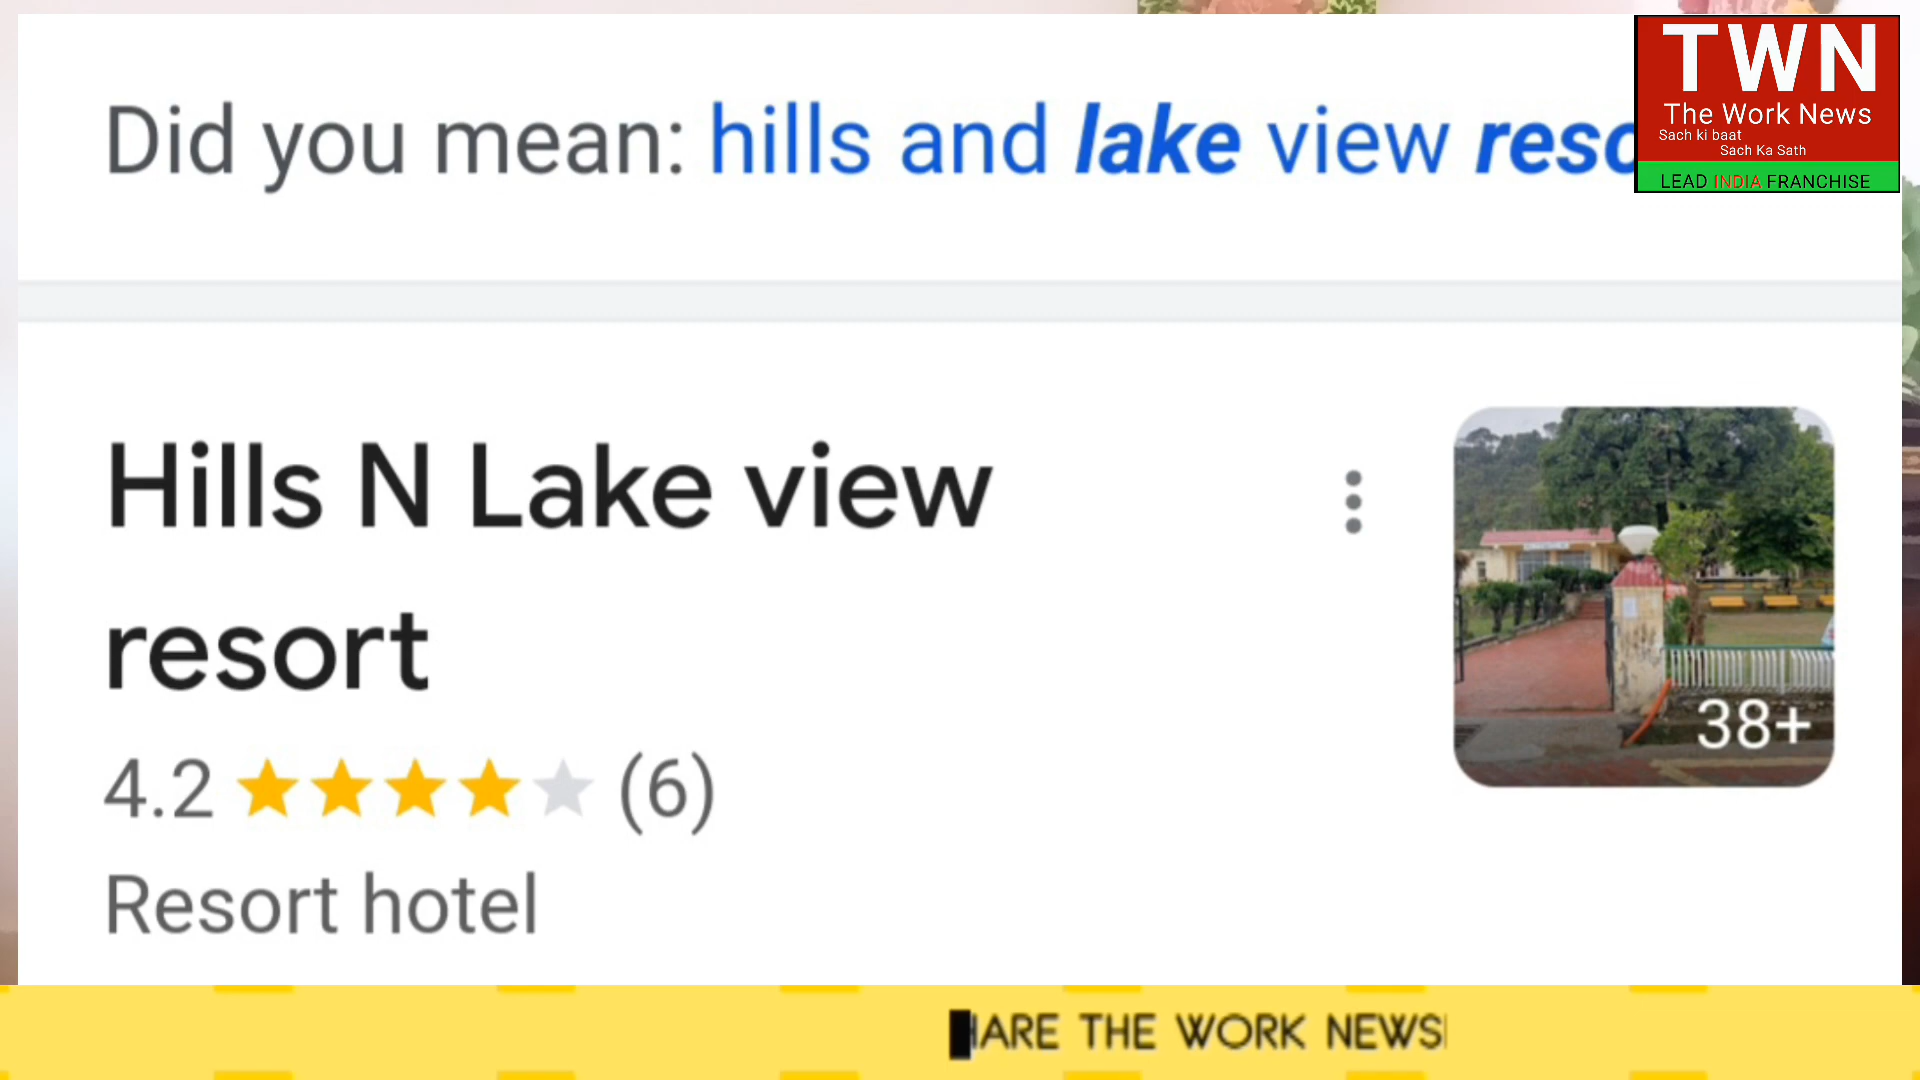 Did you mean: hills and lake view reso
TWN
The Work News
Sach ki baat
Sach Ka Sath
LEAD INDIA FRANCHISE
Hills N Lake view
resort
4.2 (6)
Resort hotel
38+
HARE THE WORK NEWS